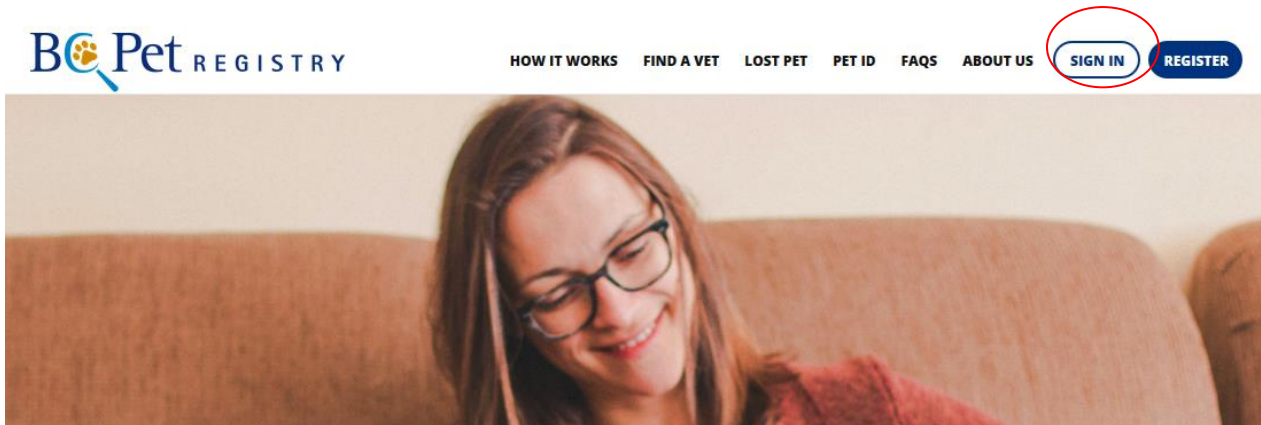 BC Pet REGISTRY
HOW IT WORKS FIND A VET LOST PET PET ID FAQS ABOUT US SIGN IN REGISTER